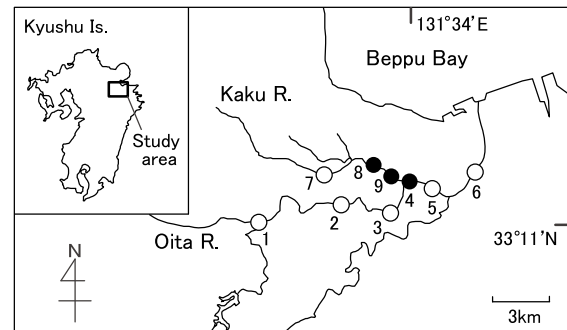 Kyushu Is.
Study
area
131°34'E
Beppu Bay
Kaku R.
7
8
9
4
5
6
1
2
3
Oita R.
33°11'N
N
3km